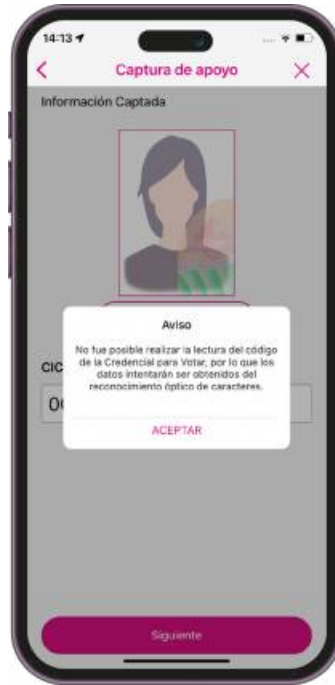 14:13
Captura de apoyo
Información Captada
Aviso
No fue posible realizar la lectura del código
de la Credencial para Votar, por lo que los
datos intentarán ser obtenidos del
reconocimiento óptico de caracteres.
CIC
ACEPTAR
Siguiente